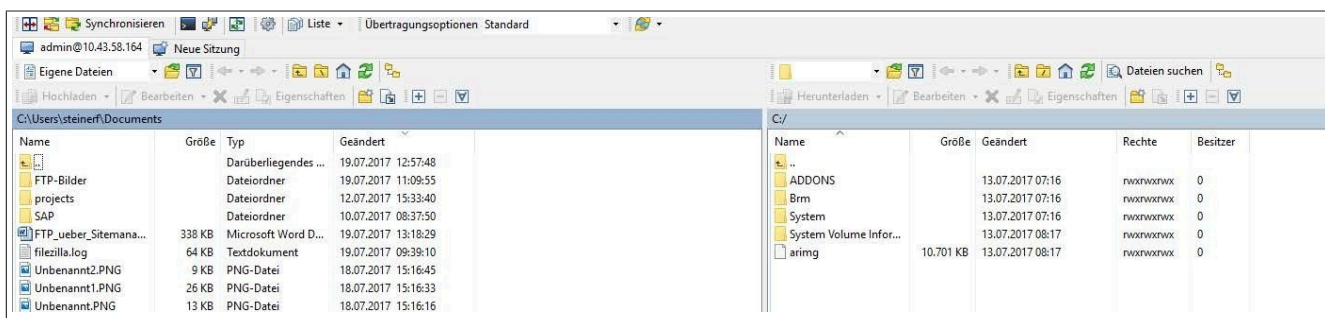 Synchronisieren Liste Übertragungsoptionen Standard
admin@10.43.58.164 Neue Sitzung
Eigene Dateien
Hochladen Bearbeiten Eigenschaften
C:\Users\steinerf\Documents
Name Größe Typ Geändert
.. Darüberliegendes ... 19.07.2017 12:57:48
FTP-Bilder Dateiordner 19.07.2017 11:09:55
projects Dateiordner 12.07.2017 15:33:40
SAP Dateiordner 10.07.2017 08:37:50
FTP_ueber_Sitemana... 338 KB Microsoft Word D... 19.07.2017 13:18:29
filezilla.log 64 KB Textdokument 19.07.2017 09:39:10
Unbenannt2.PNG 9 KB PNG-Datei 18.07.2017 15:16:45
Unbenannt1.PNG 26 KB PNG-Datei 18.07.2017 15:16:33
Unbenannt.PNG 13 KB PNG-Datei 18.07.2017 15:16:16
Dateien suchen
Herunterladen Bearbeiten Eigenschaften
C:/
Name Größe Geändert Rechte Besitzer
..
ADDONS 13.07.2017 07:16 rwxrwxrwx 0
Brm 13.07.2017 07:16 rwxrwxrwx 0
System 13.07.2017 07:16 rwxrwxrwx 0
System Volume Infor... 13.07.2017 08:17 rwxrwxrwx 0
arimg 10.701 KB 13.07.2017 08:17 rwxrwxrwx 0